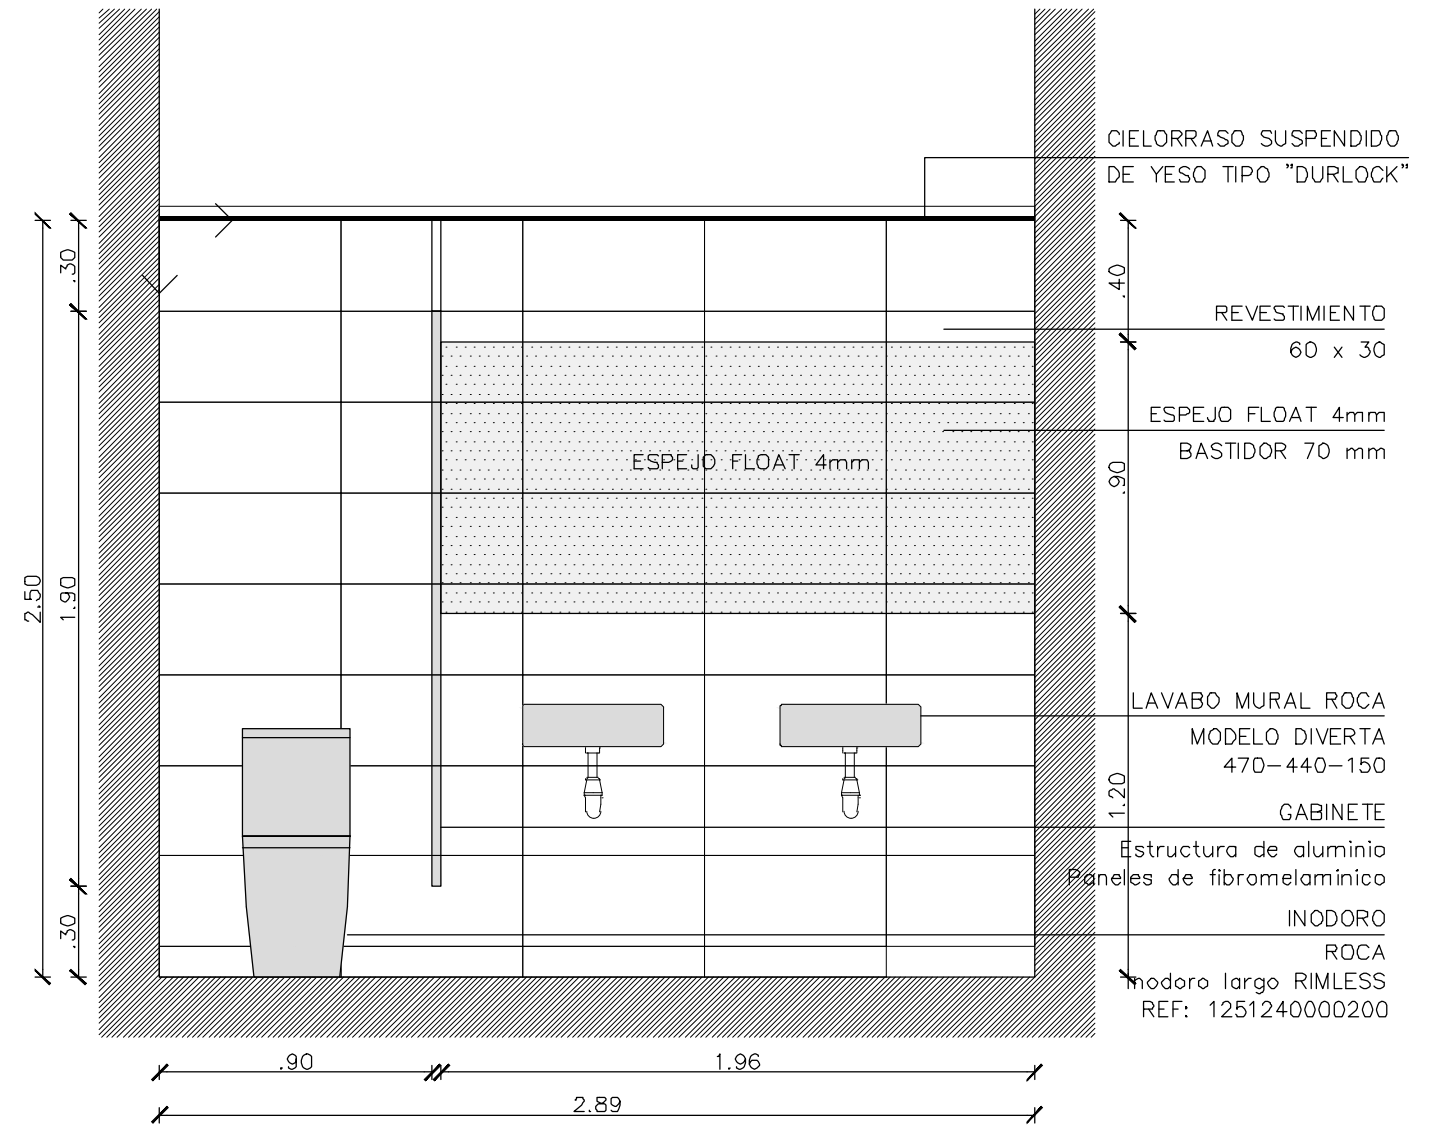 CIELORRASO SUSPENDIDO
DE YESO TIPO "DURLOCK"
.30
.40
REVESTIMIENTO
60 x 30
ESPEJO FLOAT 4mm
BASTIDOR 70 mm
ESPEJO FLOAT 4mm
.90
2.50
1.90
LAVABO MURAL ROCA
MODELO DIVERTA
470-440-150
1.20
GABINETE
Estructura de aluminio
Paneles de fibromelamínico
.30
INODORO
ROCA
Inodoro largo RIMLESS
REF: 1251240000200
.90
1.96
2.89